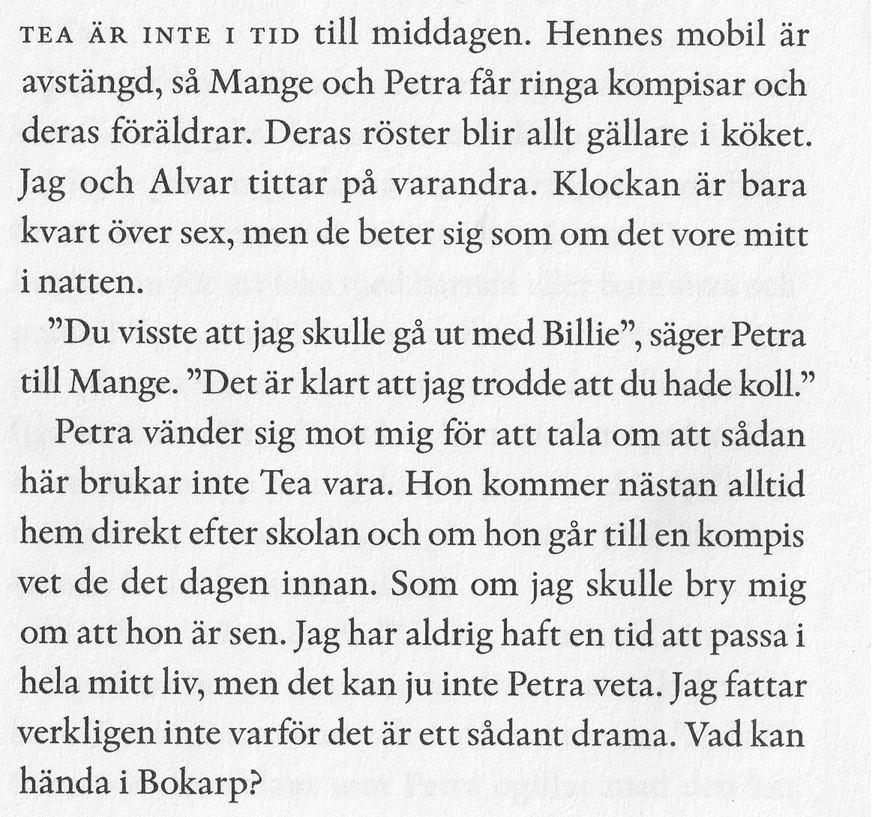 TEA ÄR INTE I TID till middagen. Hennes mobil är
avstängd, så Mange och Petra får ringa kompisar och
deras föräldrar. Deras röster blir allt gällare i köket.
Jag och Alvar tittar på varandra. Klockan är bara
kvart över sex, men de beter sig som om det vore mitt
i natten.
”Du visste att jag skulle gå ut med Billie”, säger Petra
till Mange. ”Det är klart att jag trodde att du hade koll.”
Petra vänder sig mot mig för att tala om att sådan
här brukar inte Tea vara. Hon kommer nästan alltid
hem direkt efter skolan och om hon går till en kompis
vet de det dagen innan. Som om jag skulle bry mig
om att hon är sen. Jag har aldrig haft en tid att passa i
hela mitt liv, men det kan ju inte Petra veta. Jag fattar
verkligen inte varför det är ett sådant drama. Vad kan
hända i Bokarp?